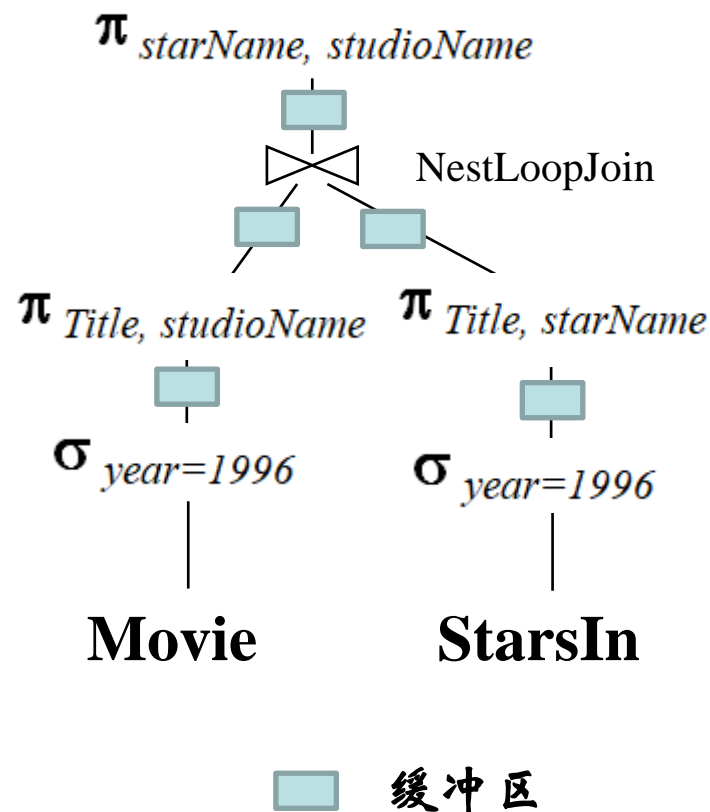 π starName, studioName
NestLoopJoin
π Title, studioName
π Title, starName
σ year=1996
σ year=1996
Movie
StarsIn
缓冲区